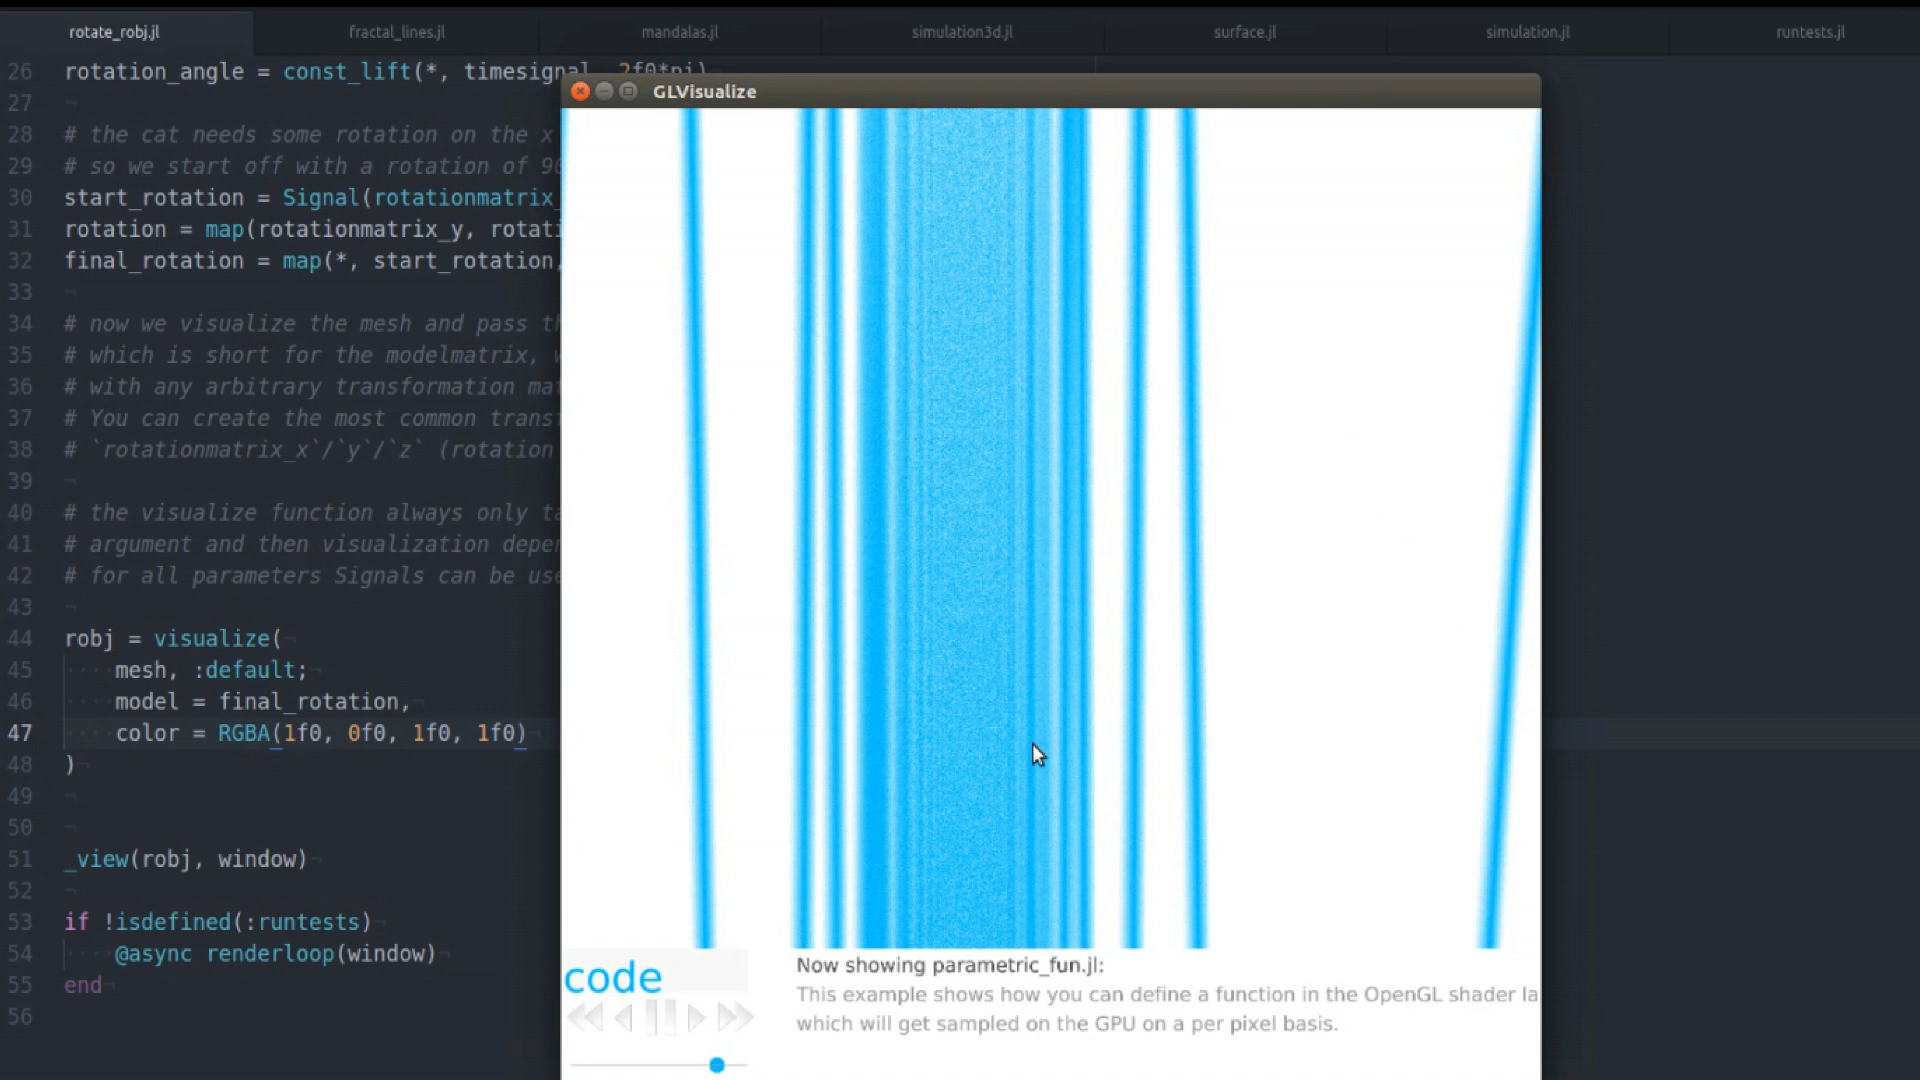 rotate_robj.jl fractal_lines.jl mandalas.jl simulation3d.jl surface.jl simulation.jl runtests.jl
26 rotation_angle = const_lift(*, timesignal, 2f0*pi)
GLVisualize
27
28 # the cat needs some rotation on the x
29 # so we start off with a rotation of 90
30 start_rotation = Signal(rotationmatrix_
31 rotation = map(rotationmatrix_y, rotati
32 final_rotation = map(*, start_rotation,
33
34 # now we visualize the mesh and pass th
35 # which is short for the modelmatrix, w
36 # with any arbitrary transformation mat
37 # You can create the most common transf
38 # `rotationmatrix_x`/`y`/`z` (rotation
39
40 # the visualize function always only ta
41 # argument and then visualization depen
42 # for all parameters Signals can be use
43
44 robj = visualize(
45 mesh, :default;
46 model = final_rotation,
47 color = RGBA(1f0, 0f0, 1f0, 1f0)
48 )
49
50
51 _view(robj, window)
52
53 if !isdefined(:runtests)
54 @async renderloop(window)
55 end
56
code
Now showing parametric_fun.jl:
This example shows how you can define a function in the OpenGL shader la
which will get sampled on the GPU on a per pixel basis.